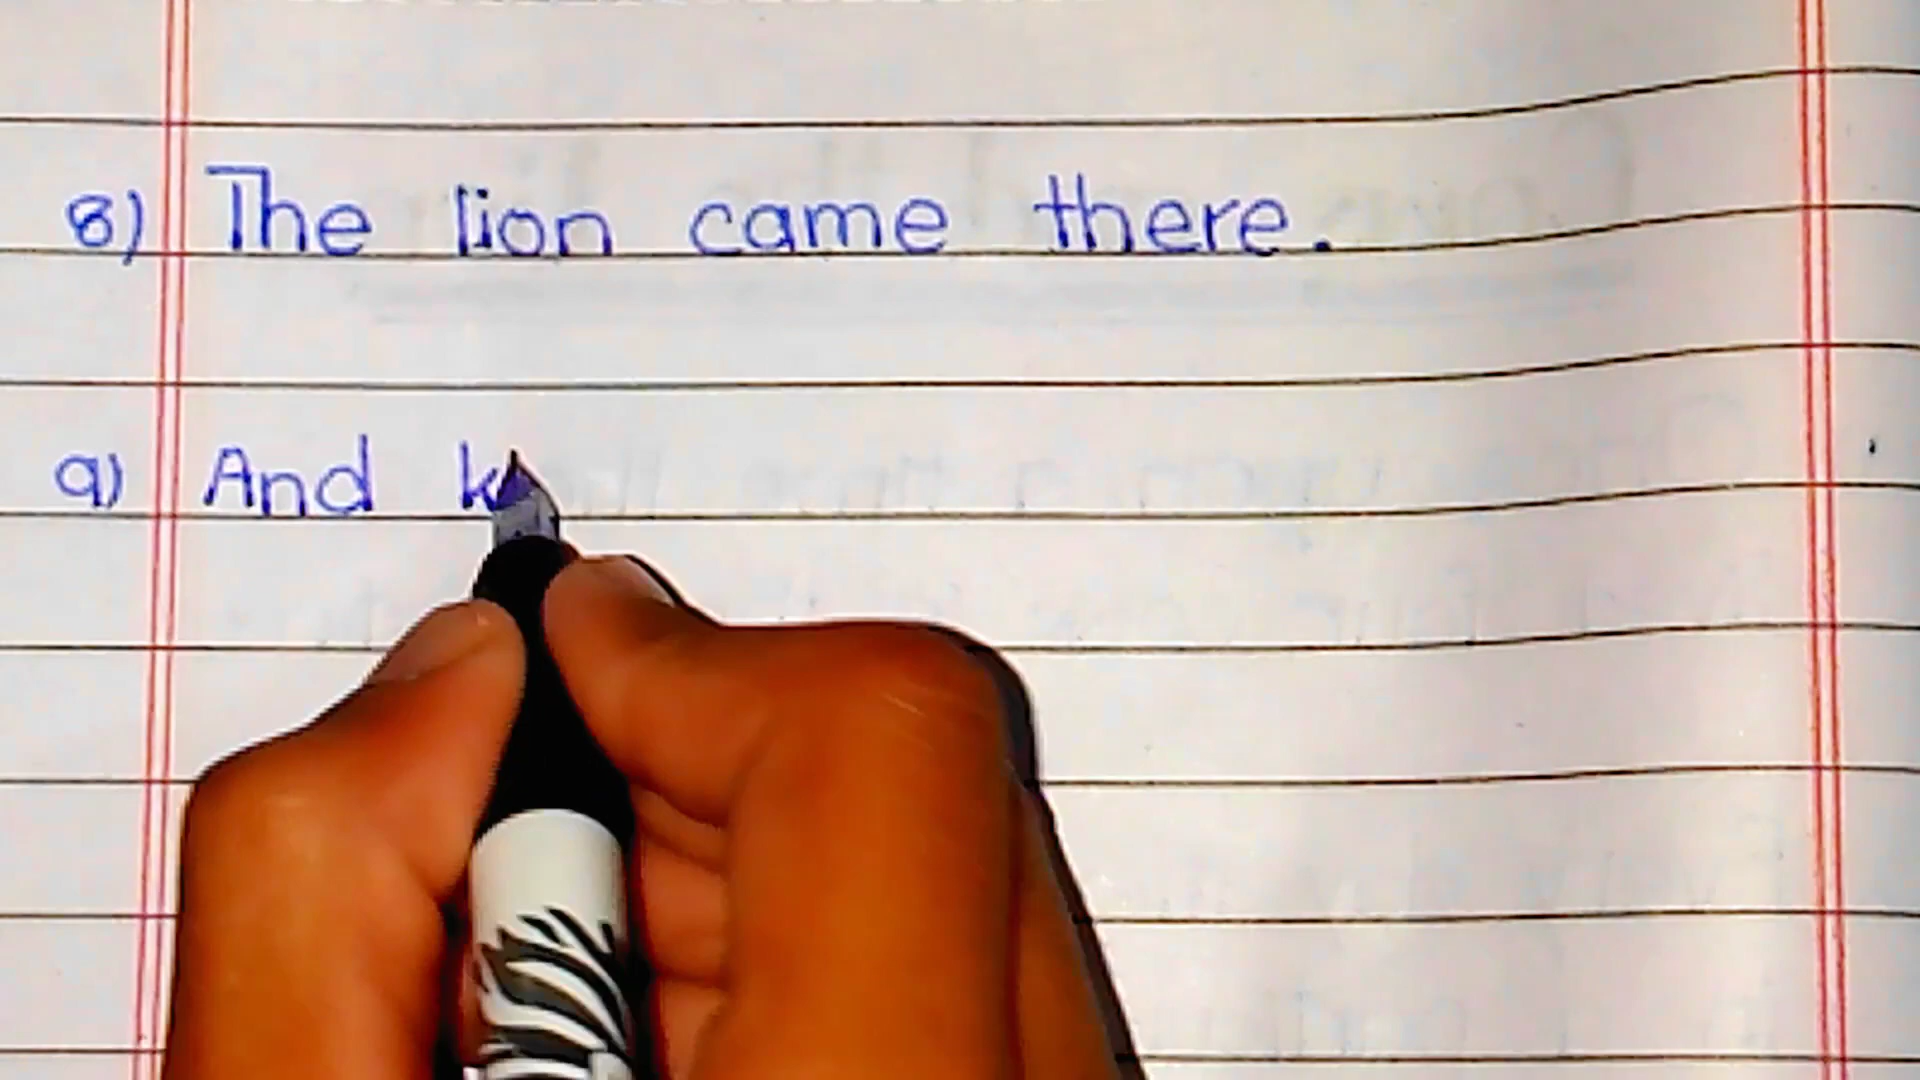 8) The lion came there.
9) And k